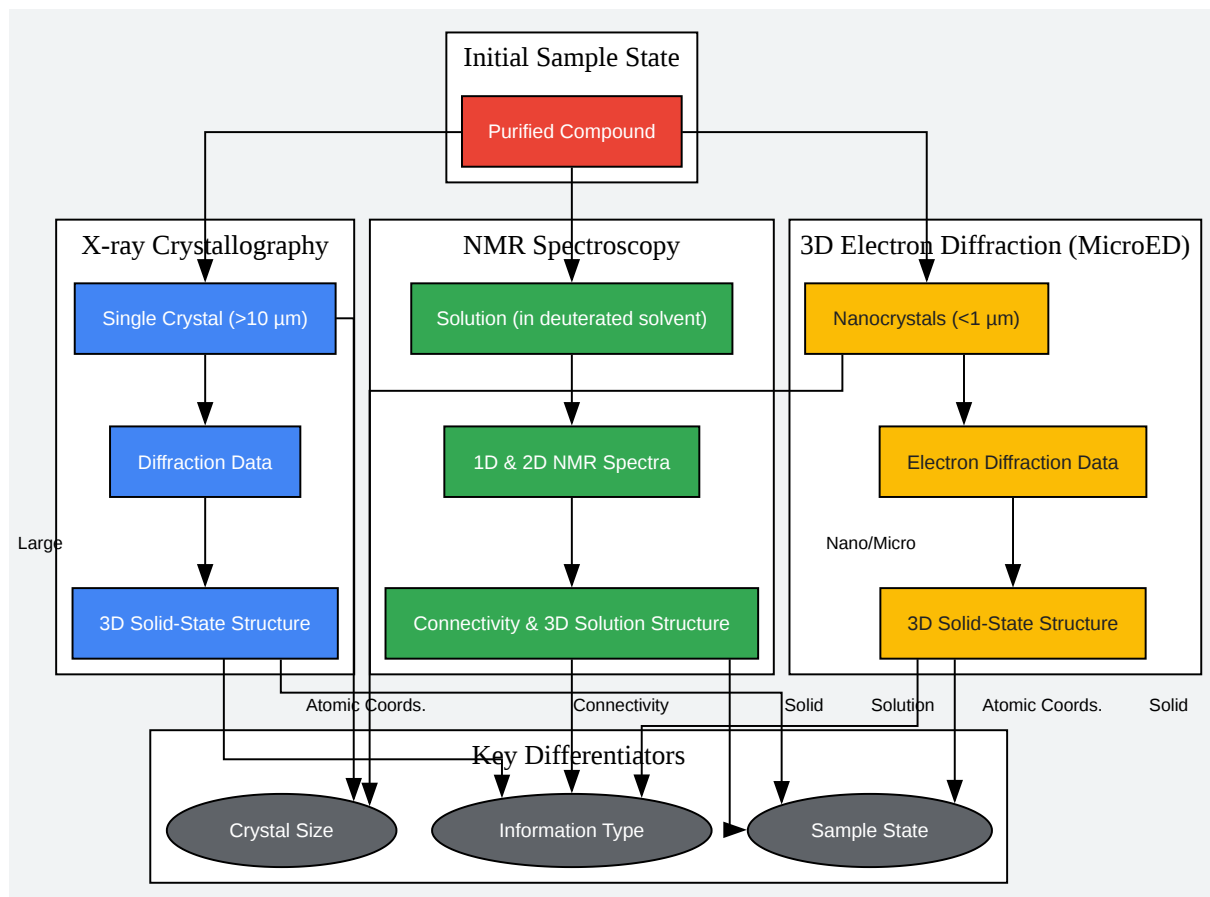 Initial Sample State
Purified Compound
X-ray Crystallography
NMR Spectroscopy
3D Electron Diffraction (MicroED)
Single Crystal (>10 µm)
Solution (in deuterated solvent)
Nanocrystals (<1 µm)
Diffraction Data
1D & 2D NMR Spectra
Electron Diffraction Data
Large
Nano/Micro
3D Solid-State Structure
Connectivity & 3D Solution Structure
3D Solid-State Structure
Atomic Coords.
Connectivity
Solid
Solution
Atomic Coords.
Solid
Key Differentiators
Crystal Size
Information Type
Sample State